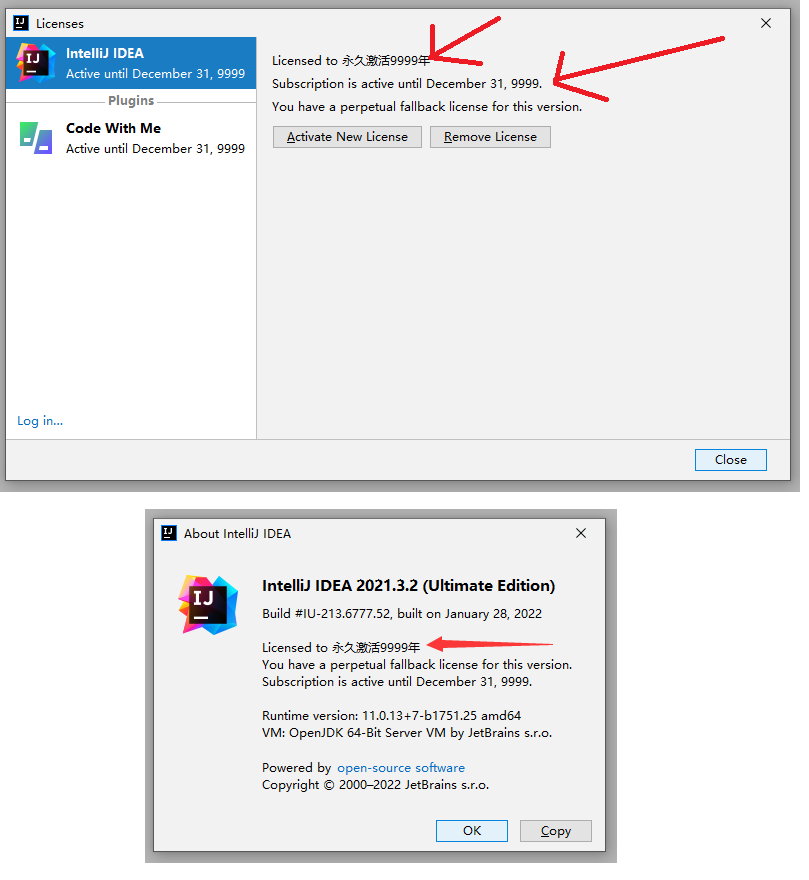 Licenses
IntelliJ IDEA
Active until December 31, 9999
Plugins
Code With Me
Active until December 31, 9999
Log in...
Licensed to 永久激活9999年
Subscription is active until December 31, 9999.
You have a perpetual fallback license for this version.
Activate New License
Remove License
Close
About IntelliJ IDEA
IntelliJ IDEA 2021.3.2 (Ultimate Edition)
Build #IU-213.6777.52, built on January 28, 2022
Licensed to 永久激活9999年
You have a perpetual fallback license for this version.
Subscription is active until December 31, 9999.
Runtime version: 11.0.13+7-b1751.25 amd64
VM: OpenJDK 64-Bit Server VM by JetBrains s.r.o.
Powered by open-source software
Copyright © 2000–2022 JetBrains s.r.o.
OK
Copy